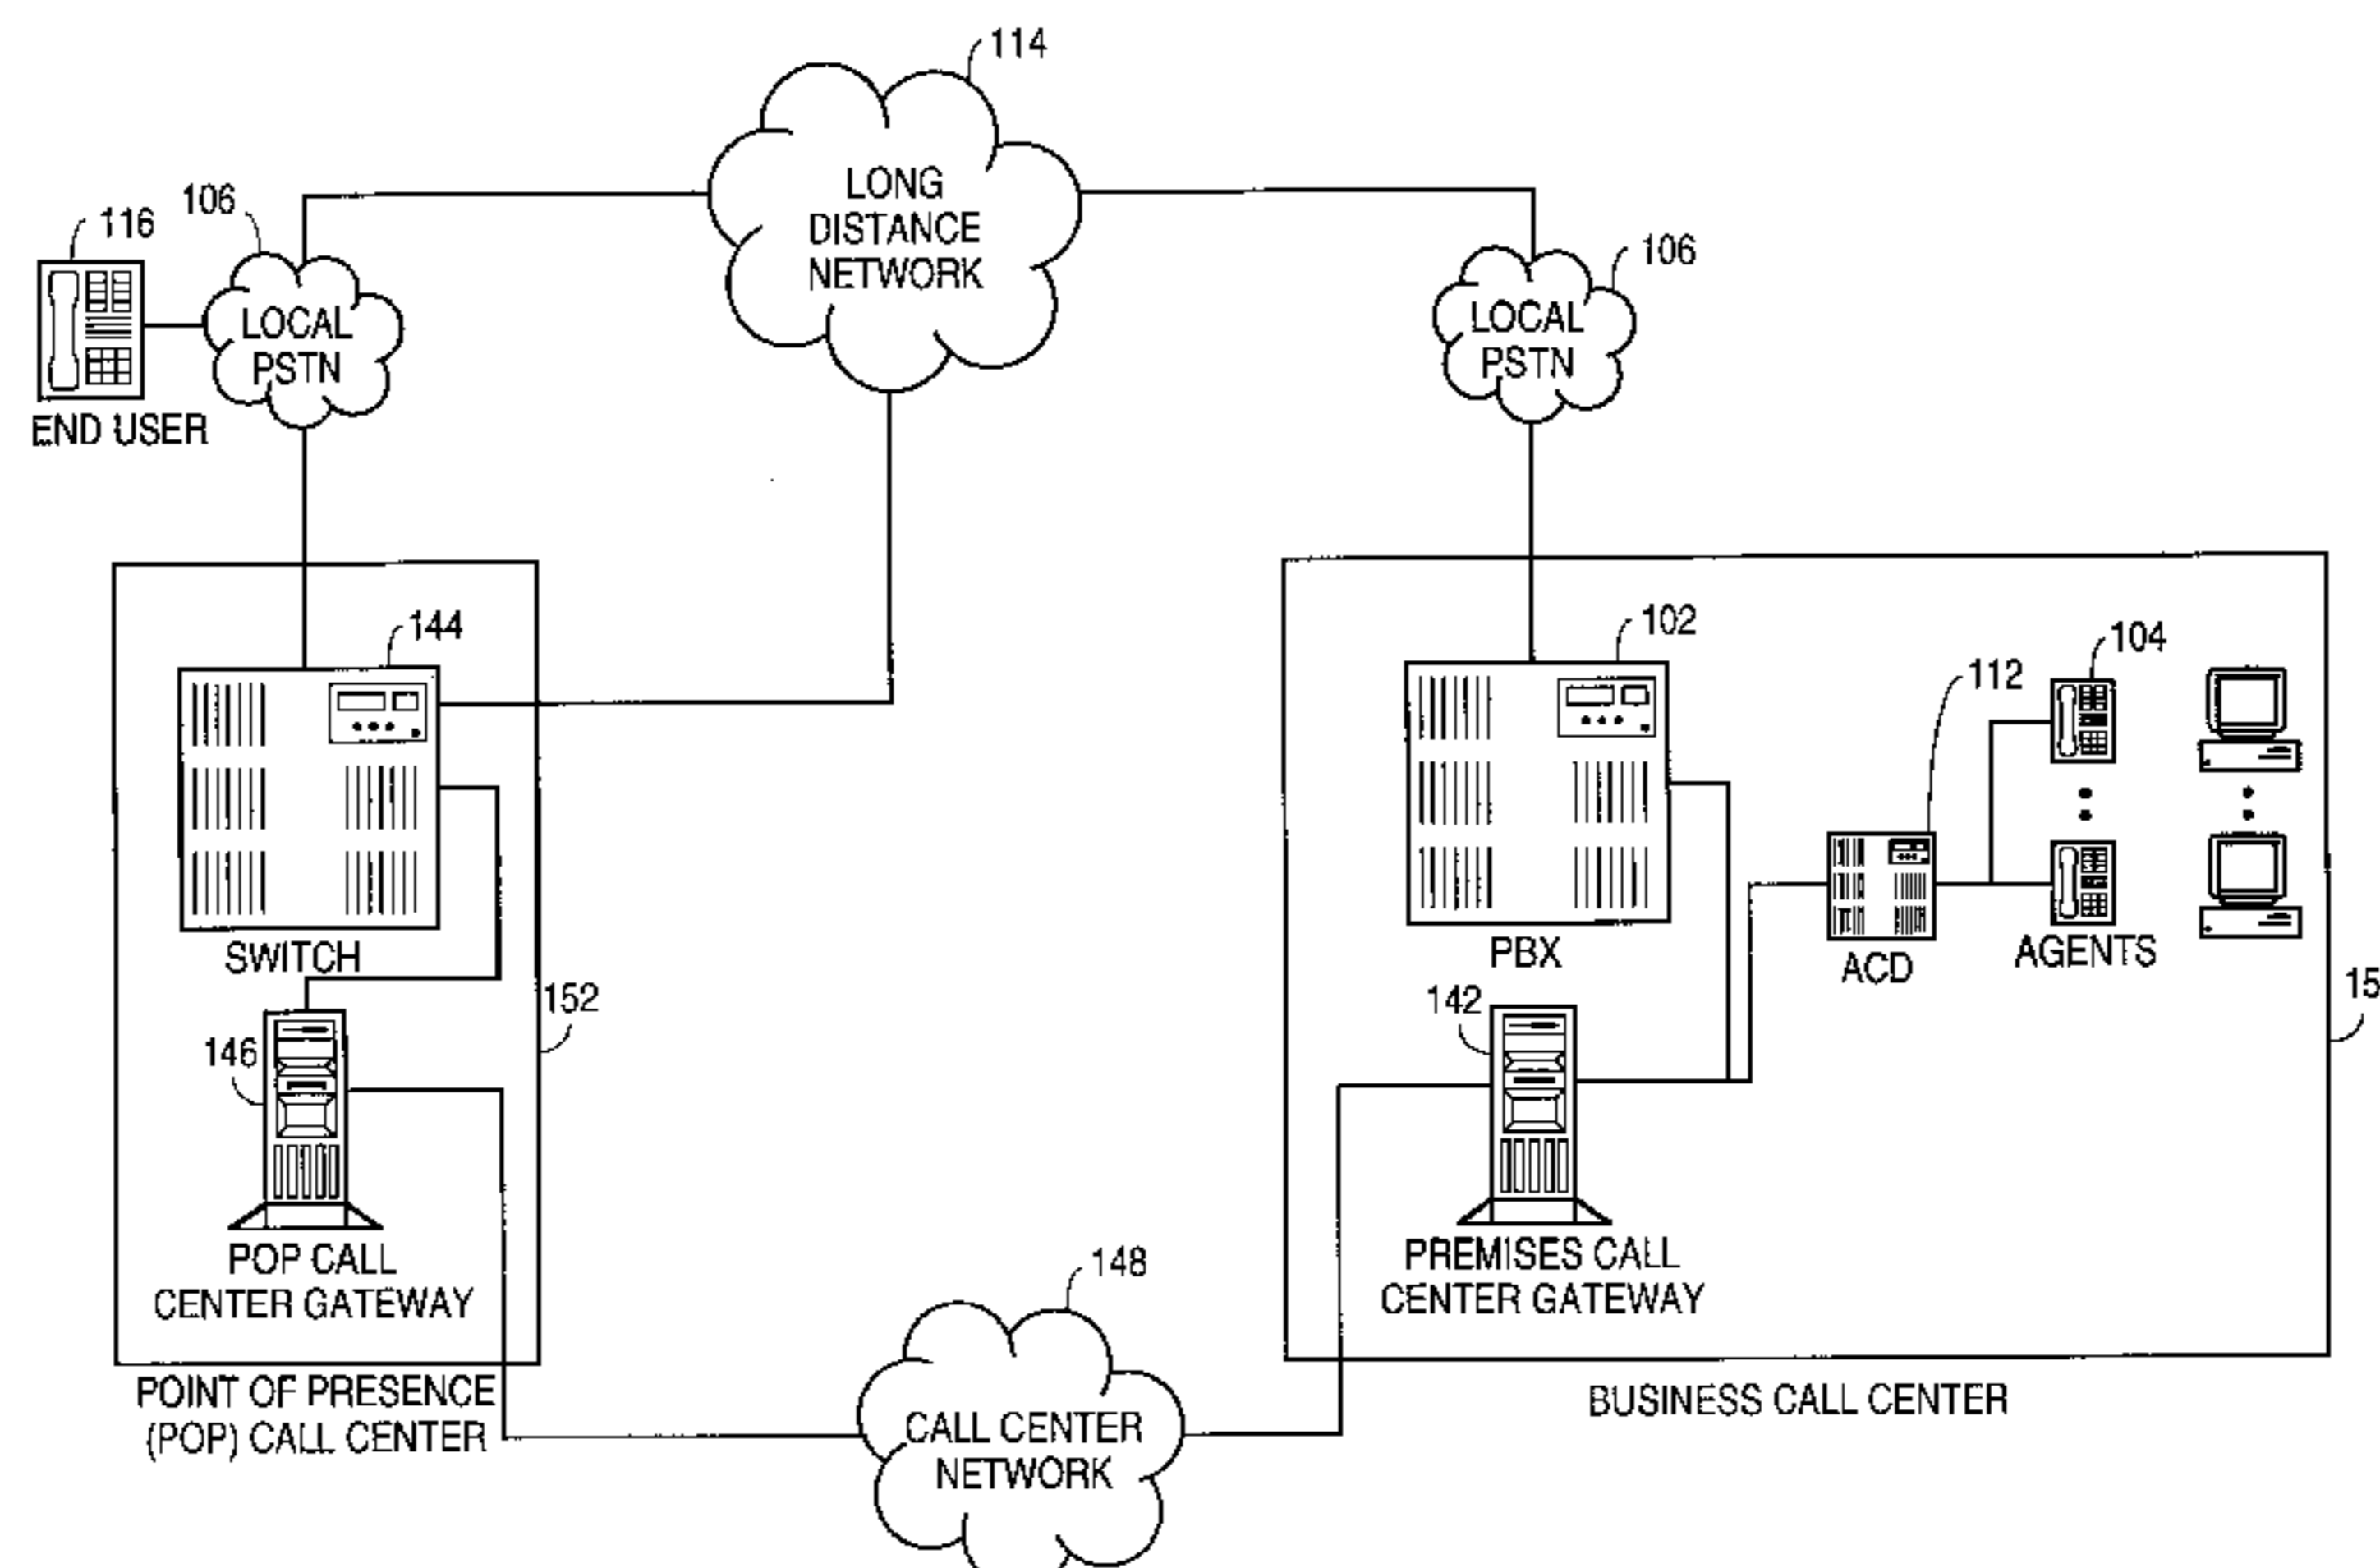 114
LONG
DISTANCE
NETWORK
116
106
LOCAL
PSTN
END USER
106
LOCAL
PSTN
144
SWITCH
152
146
POP CALL
CENTER GATEWAY
POINT OF PRESENCE
(POP) CALL CENTER
102
PBX
104
112
ACD
AGENTS
142
PREMISES CALL
CENTER GATEWAY
15
BUSINESS CALL CENTER
148
CALL CENTER
NETWORK